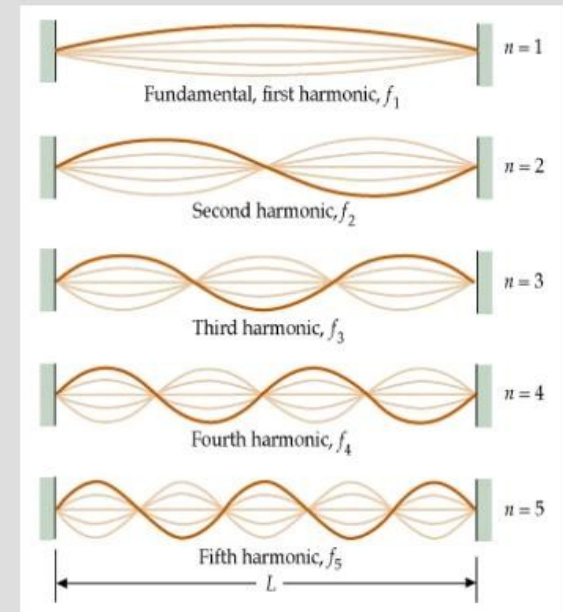 n = 1
Fundamental, first harmonic, f₁
n = 2
Second harmonic, f₂
n = 3
Third harmonic, f₃
n = 4
Fourth harmonic, f₄
n = 5
Fifth harmonic, f₅
L